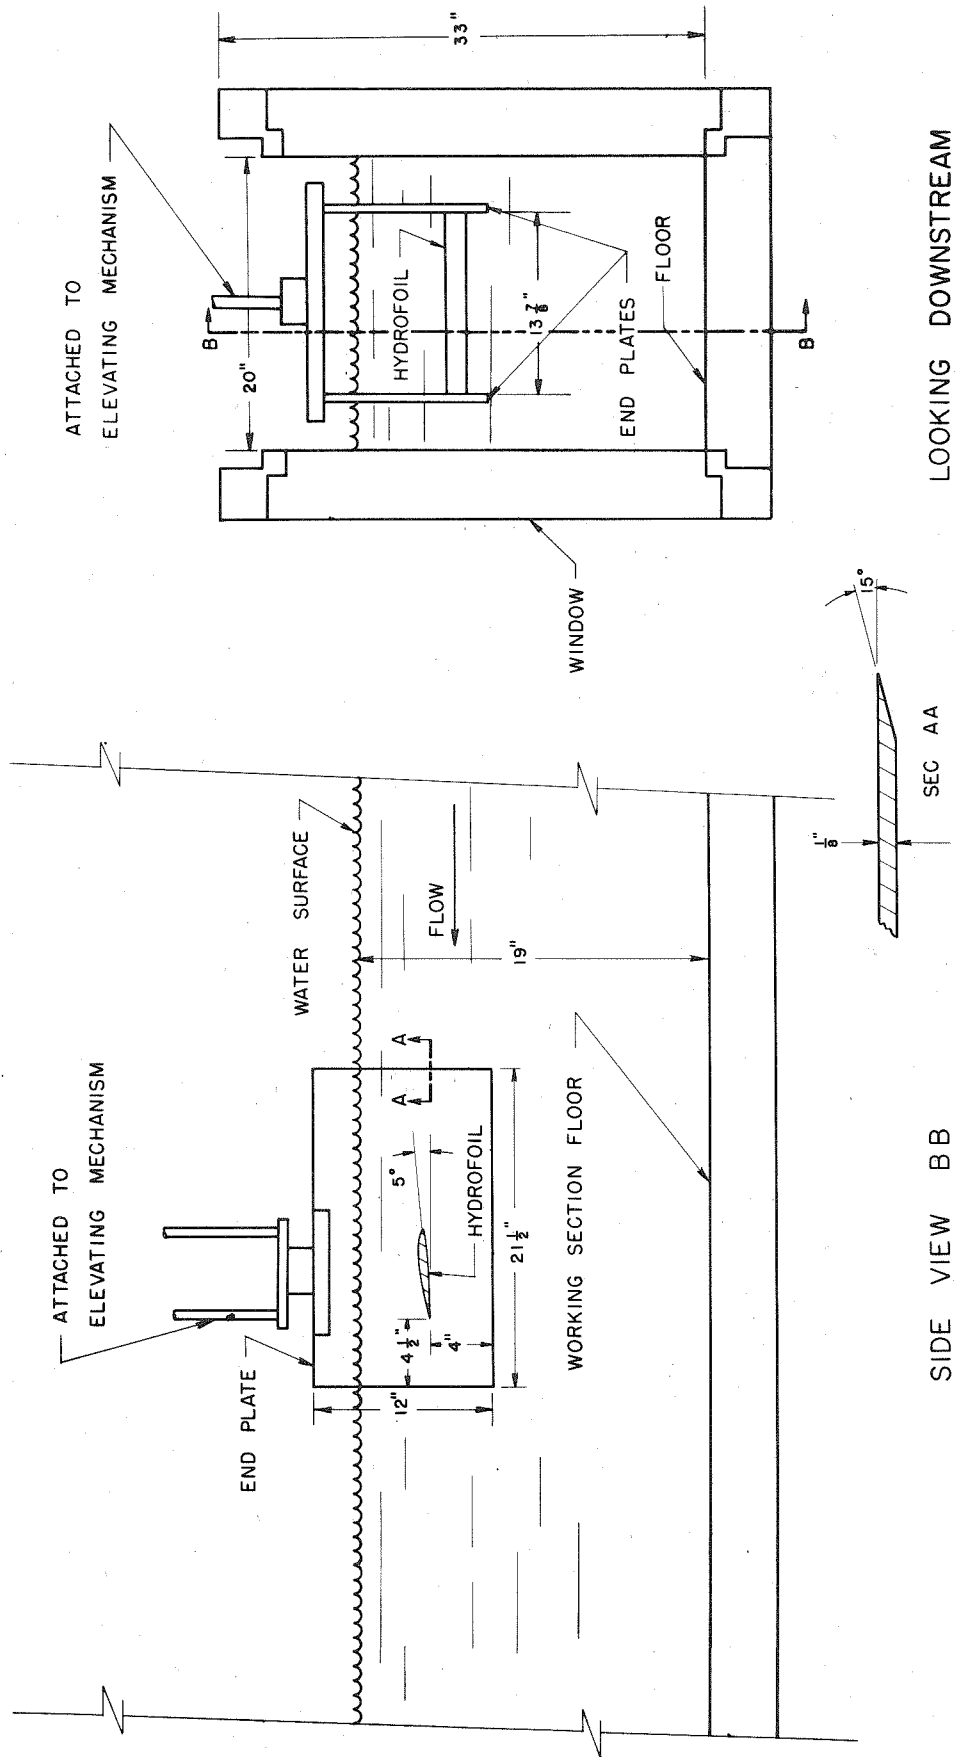 ATTACHED TO
ELEVATING MECHANISM
END PLATE
WATER SURFACE
FLOW
A
A
5°
HYDROFOIL
4 1/2"
4"
12"
21 1/2"
19"
WORKING SECTION FLOOR
SIDE VIEW BB
1/8"
15°
SEC AA
ATTACHED TO
ELEVATING MECHANISM
B
20"
33"
HYDROFOIL
13 7/8"
END PLATES
FLOOR
B
WINDOW
LOOKING DOWNSTREAM